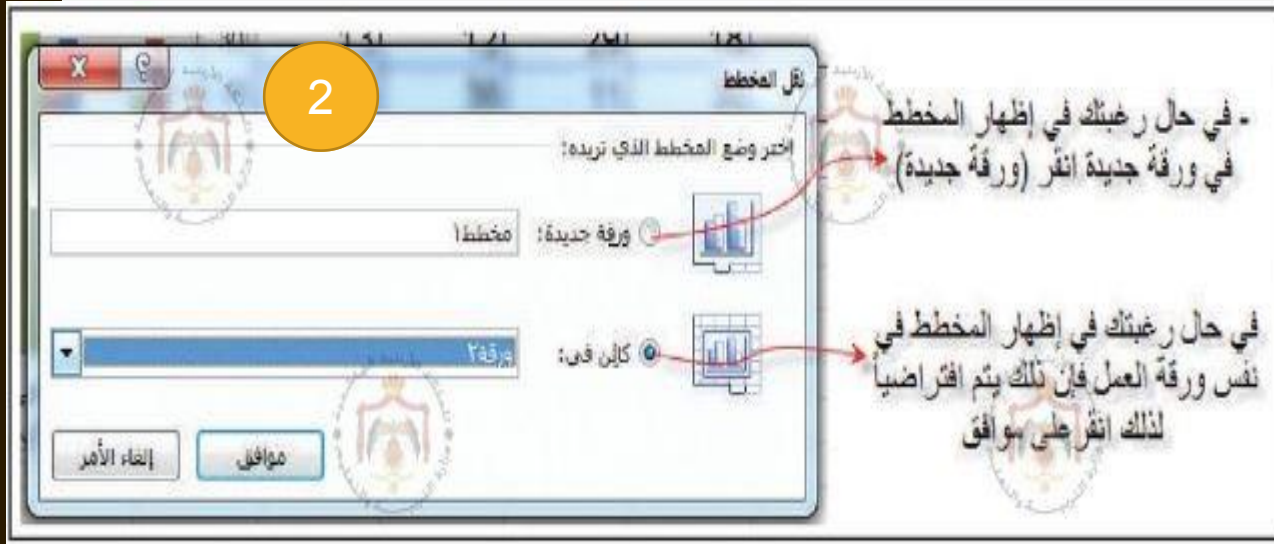 2
نقل المخطط
اختر وضع المخطط الذي تريده:
ورقة جديدة: مخطط١
كائن في: ورقة٢
موافق
إلغاء الأمر
- في حال رغبتك في إظهار المخطط
في ورقة جديدة انقر (ورقة جديدة)
في حال رغبتك في إظهار المخطط في
نفس ورقة العمل فإن ذلك يتم افتراضياً
لذلك انقر على موافق